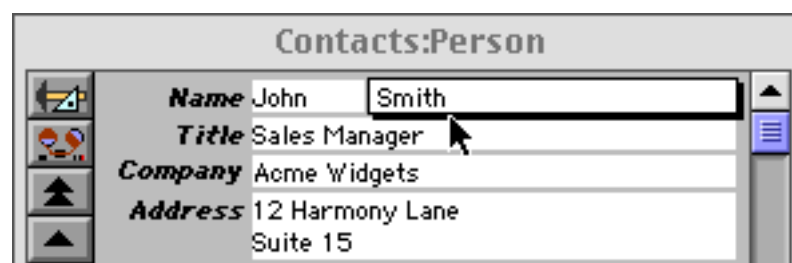 Contacts:Person
Name John Smith
Title Sales Manager
Company Acme Widgets
Address 12 Harmony Lane
Suite 15